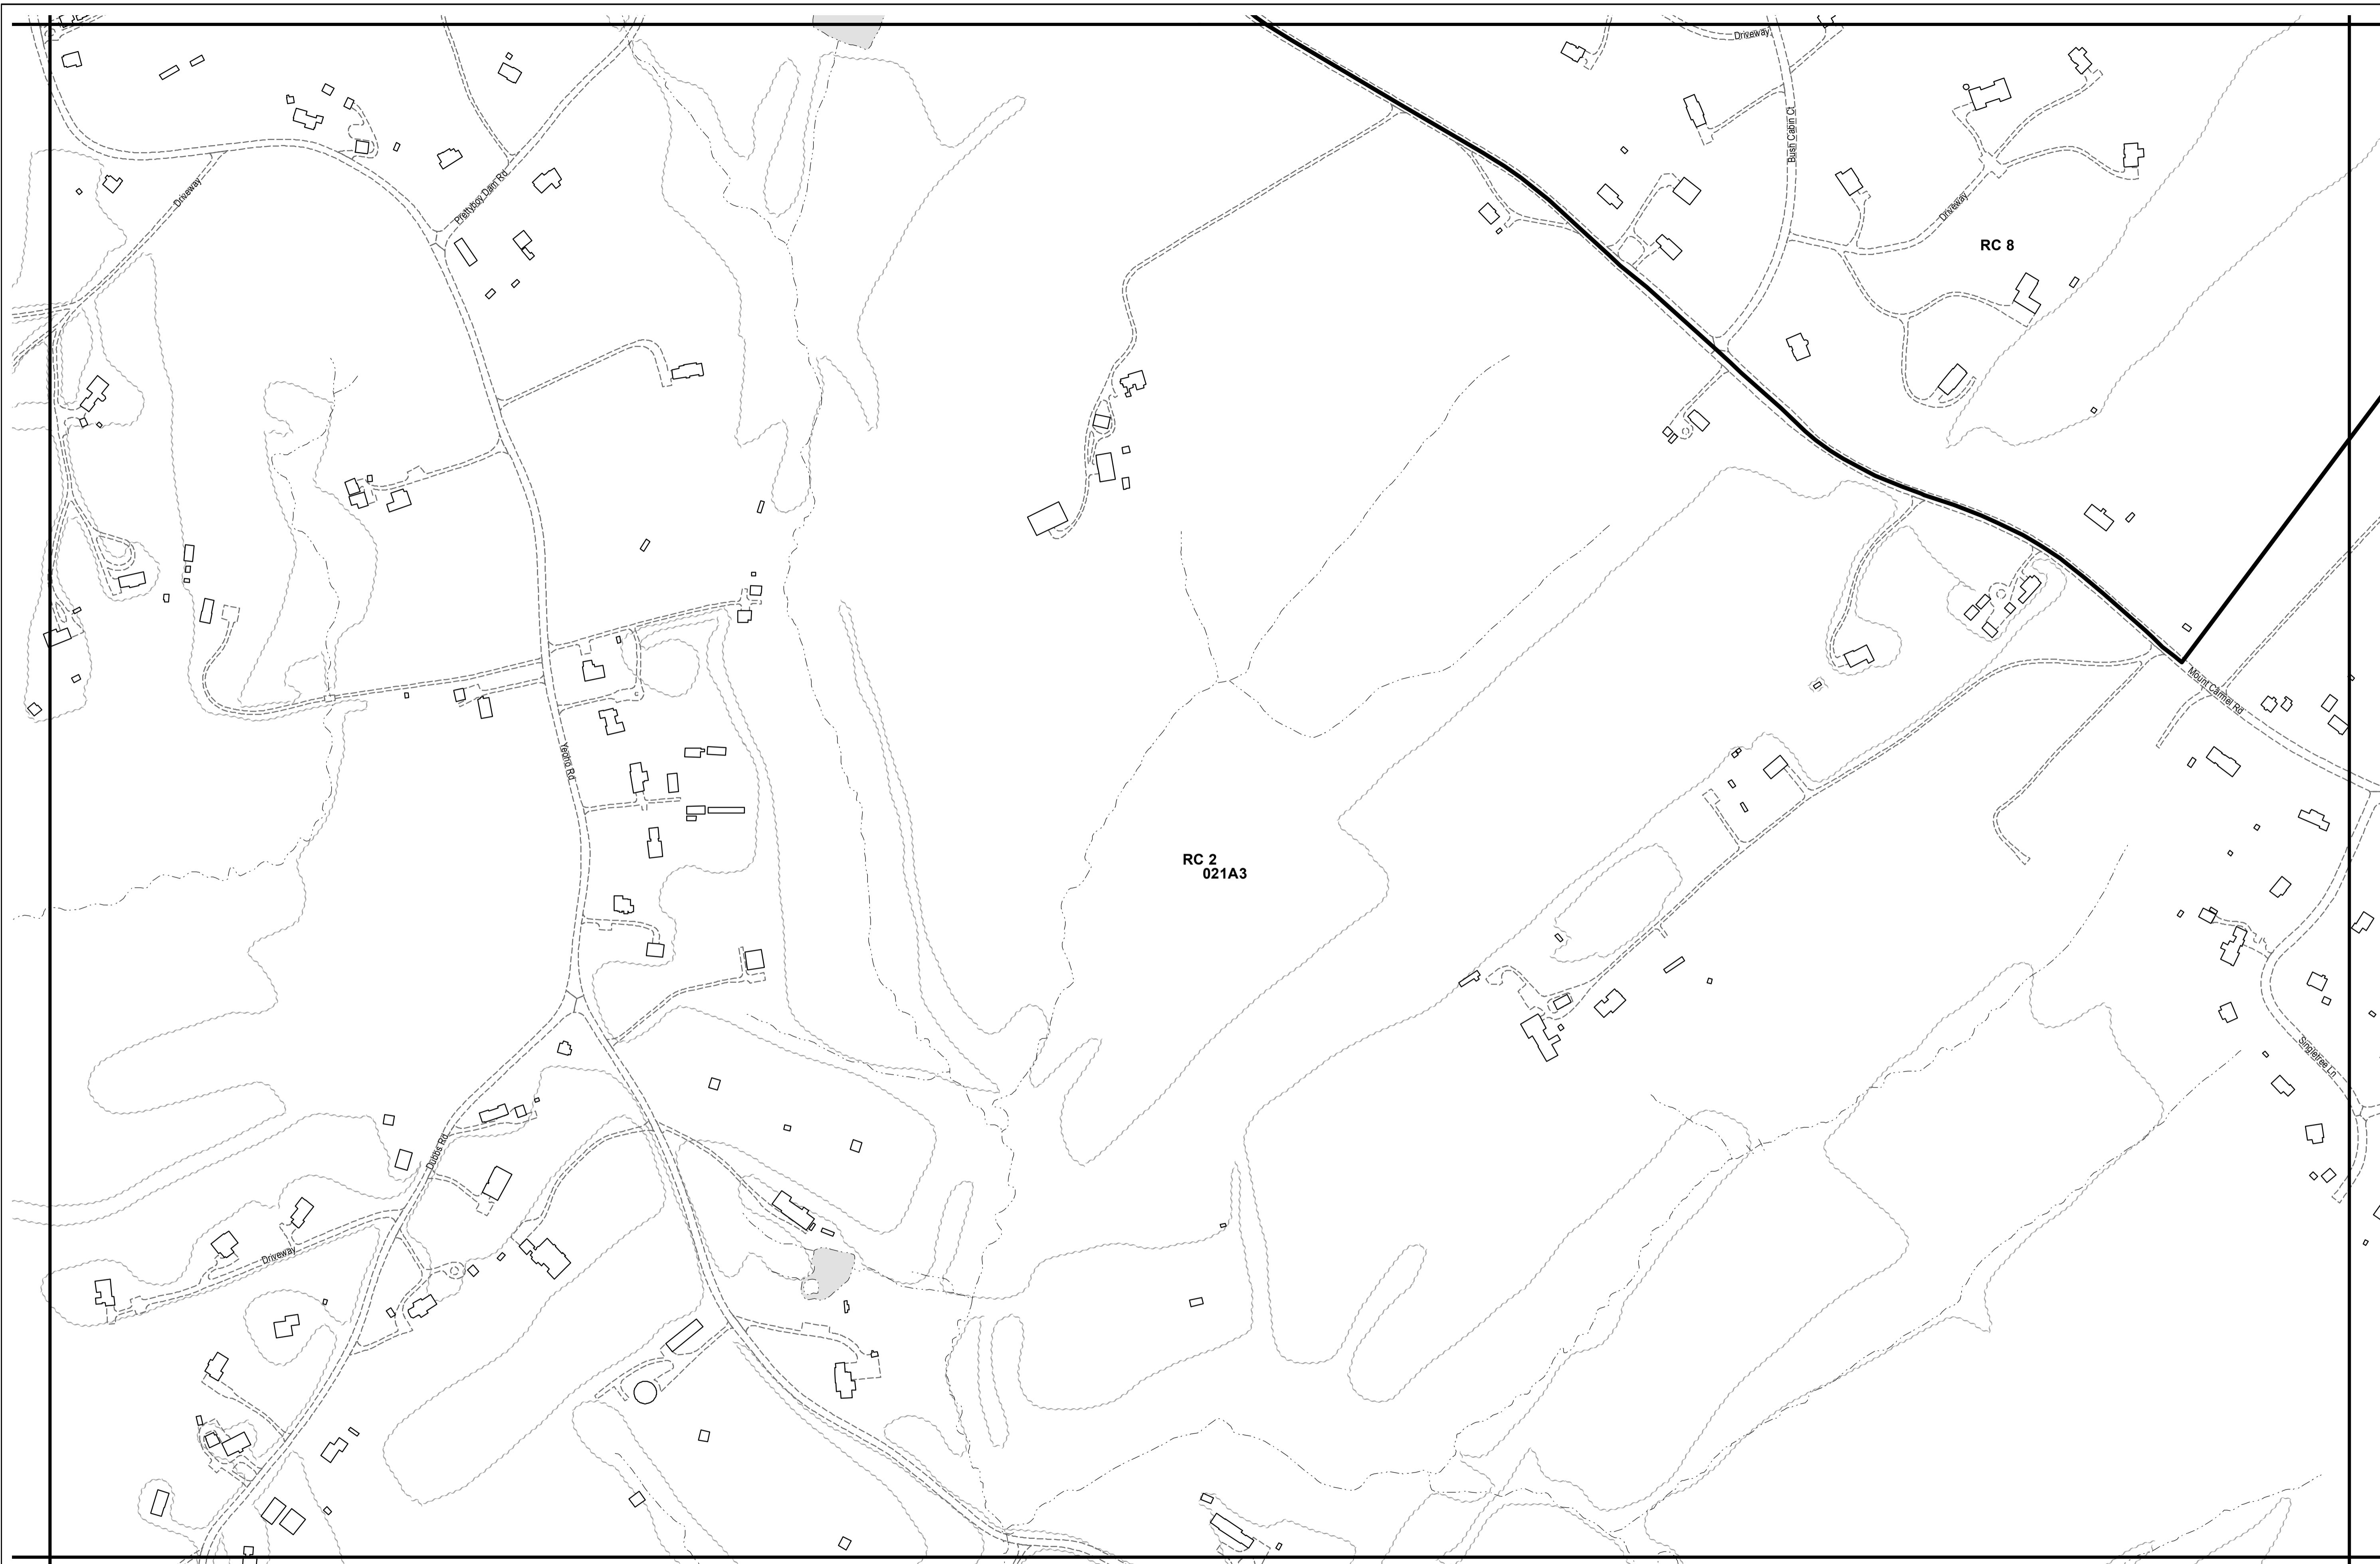 Driveway
Bush Cabin Ct
Driveway
Prettyboy Dam Rd
Driveway
RC 8
Mount Carmel Rd
Yeoho Rd
RC 2
021A3
Singletree Ln
Dubbs Rd
Driveway